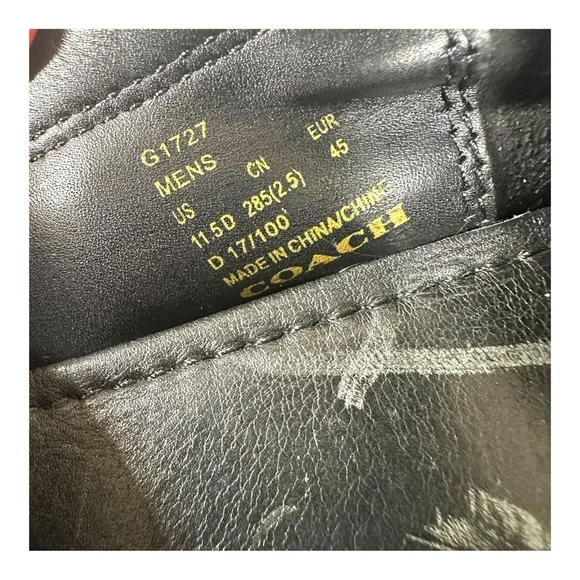 G1727
MENS
US CN EUR
11.5D 285(2.5) 45
D 17/100
MADE IN CHINA/CHINE
COACH